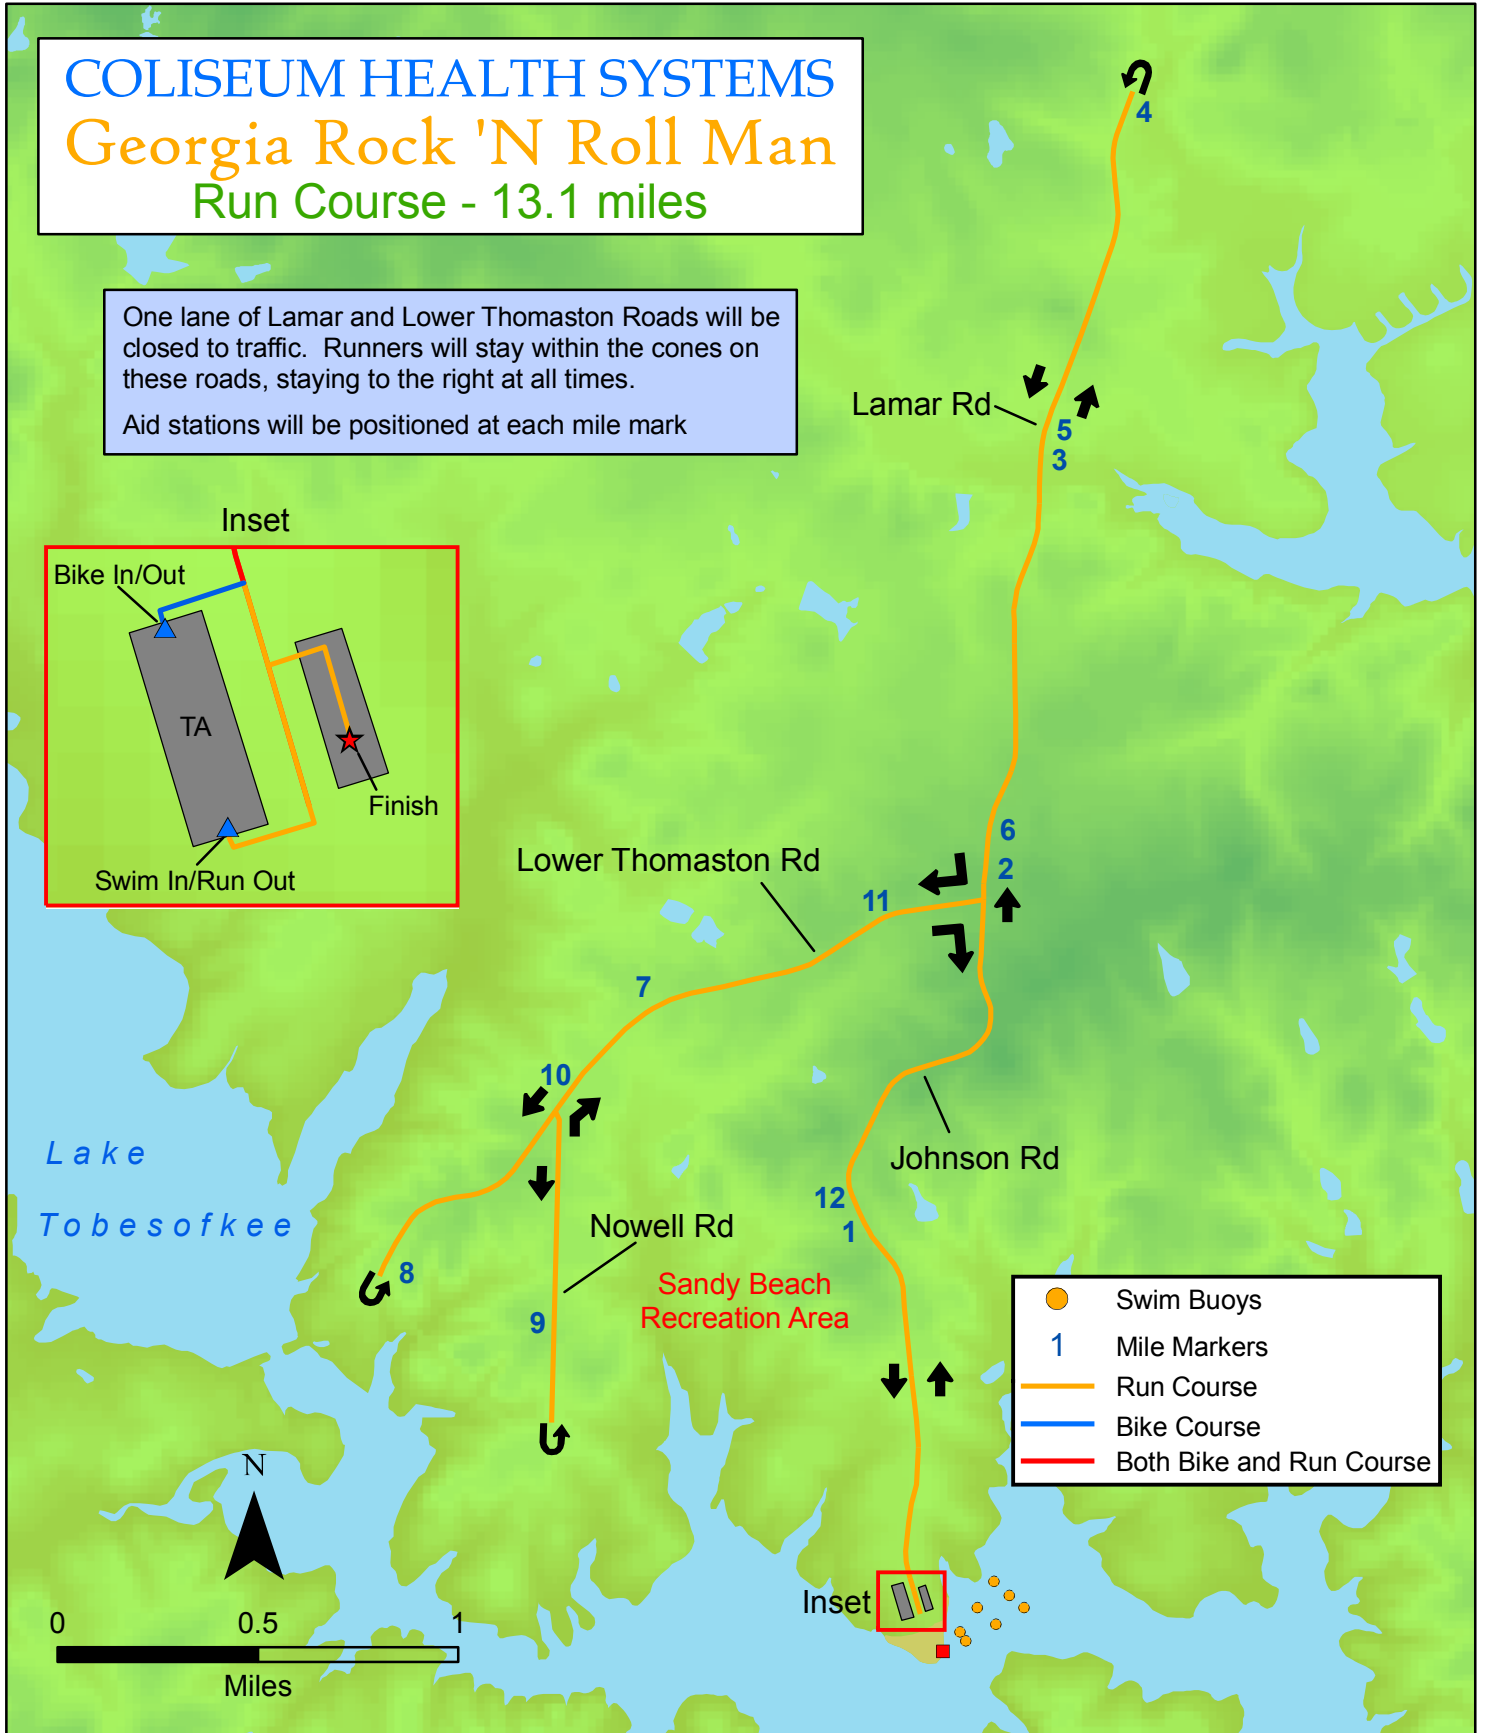 COLISEUM HEALTH SYSTEMS
Georgia Rock 'N Roll Man
Run Course - 13.1 miles
4
One lane of Lamar and Lower Thomaston Roads will be
closed to traffic.  Runners will stay within the cones on
these roads, staying to the right at all times.
Aid stations will be positioned at each mile mark
Lamar Rd
5
3
Inset
Bike In/Out
TA
Finish
Swim In/Run Out
6
Lower Thomaston Rd
2
11
7
10
Lake
Johnson Rd
12
Tobesofkee
Nowell Rd
1
8
Sandy Beach
Recreation Area
9
Swim Buoys
1 Mile Markers
Run Course
Bike Course
Both Bike and Run Course
N
Inset
0 0.5 1
Miles